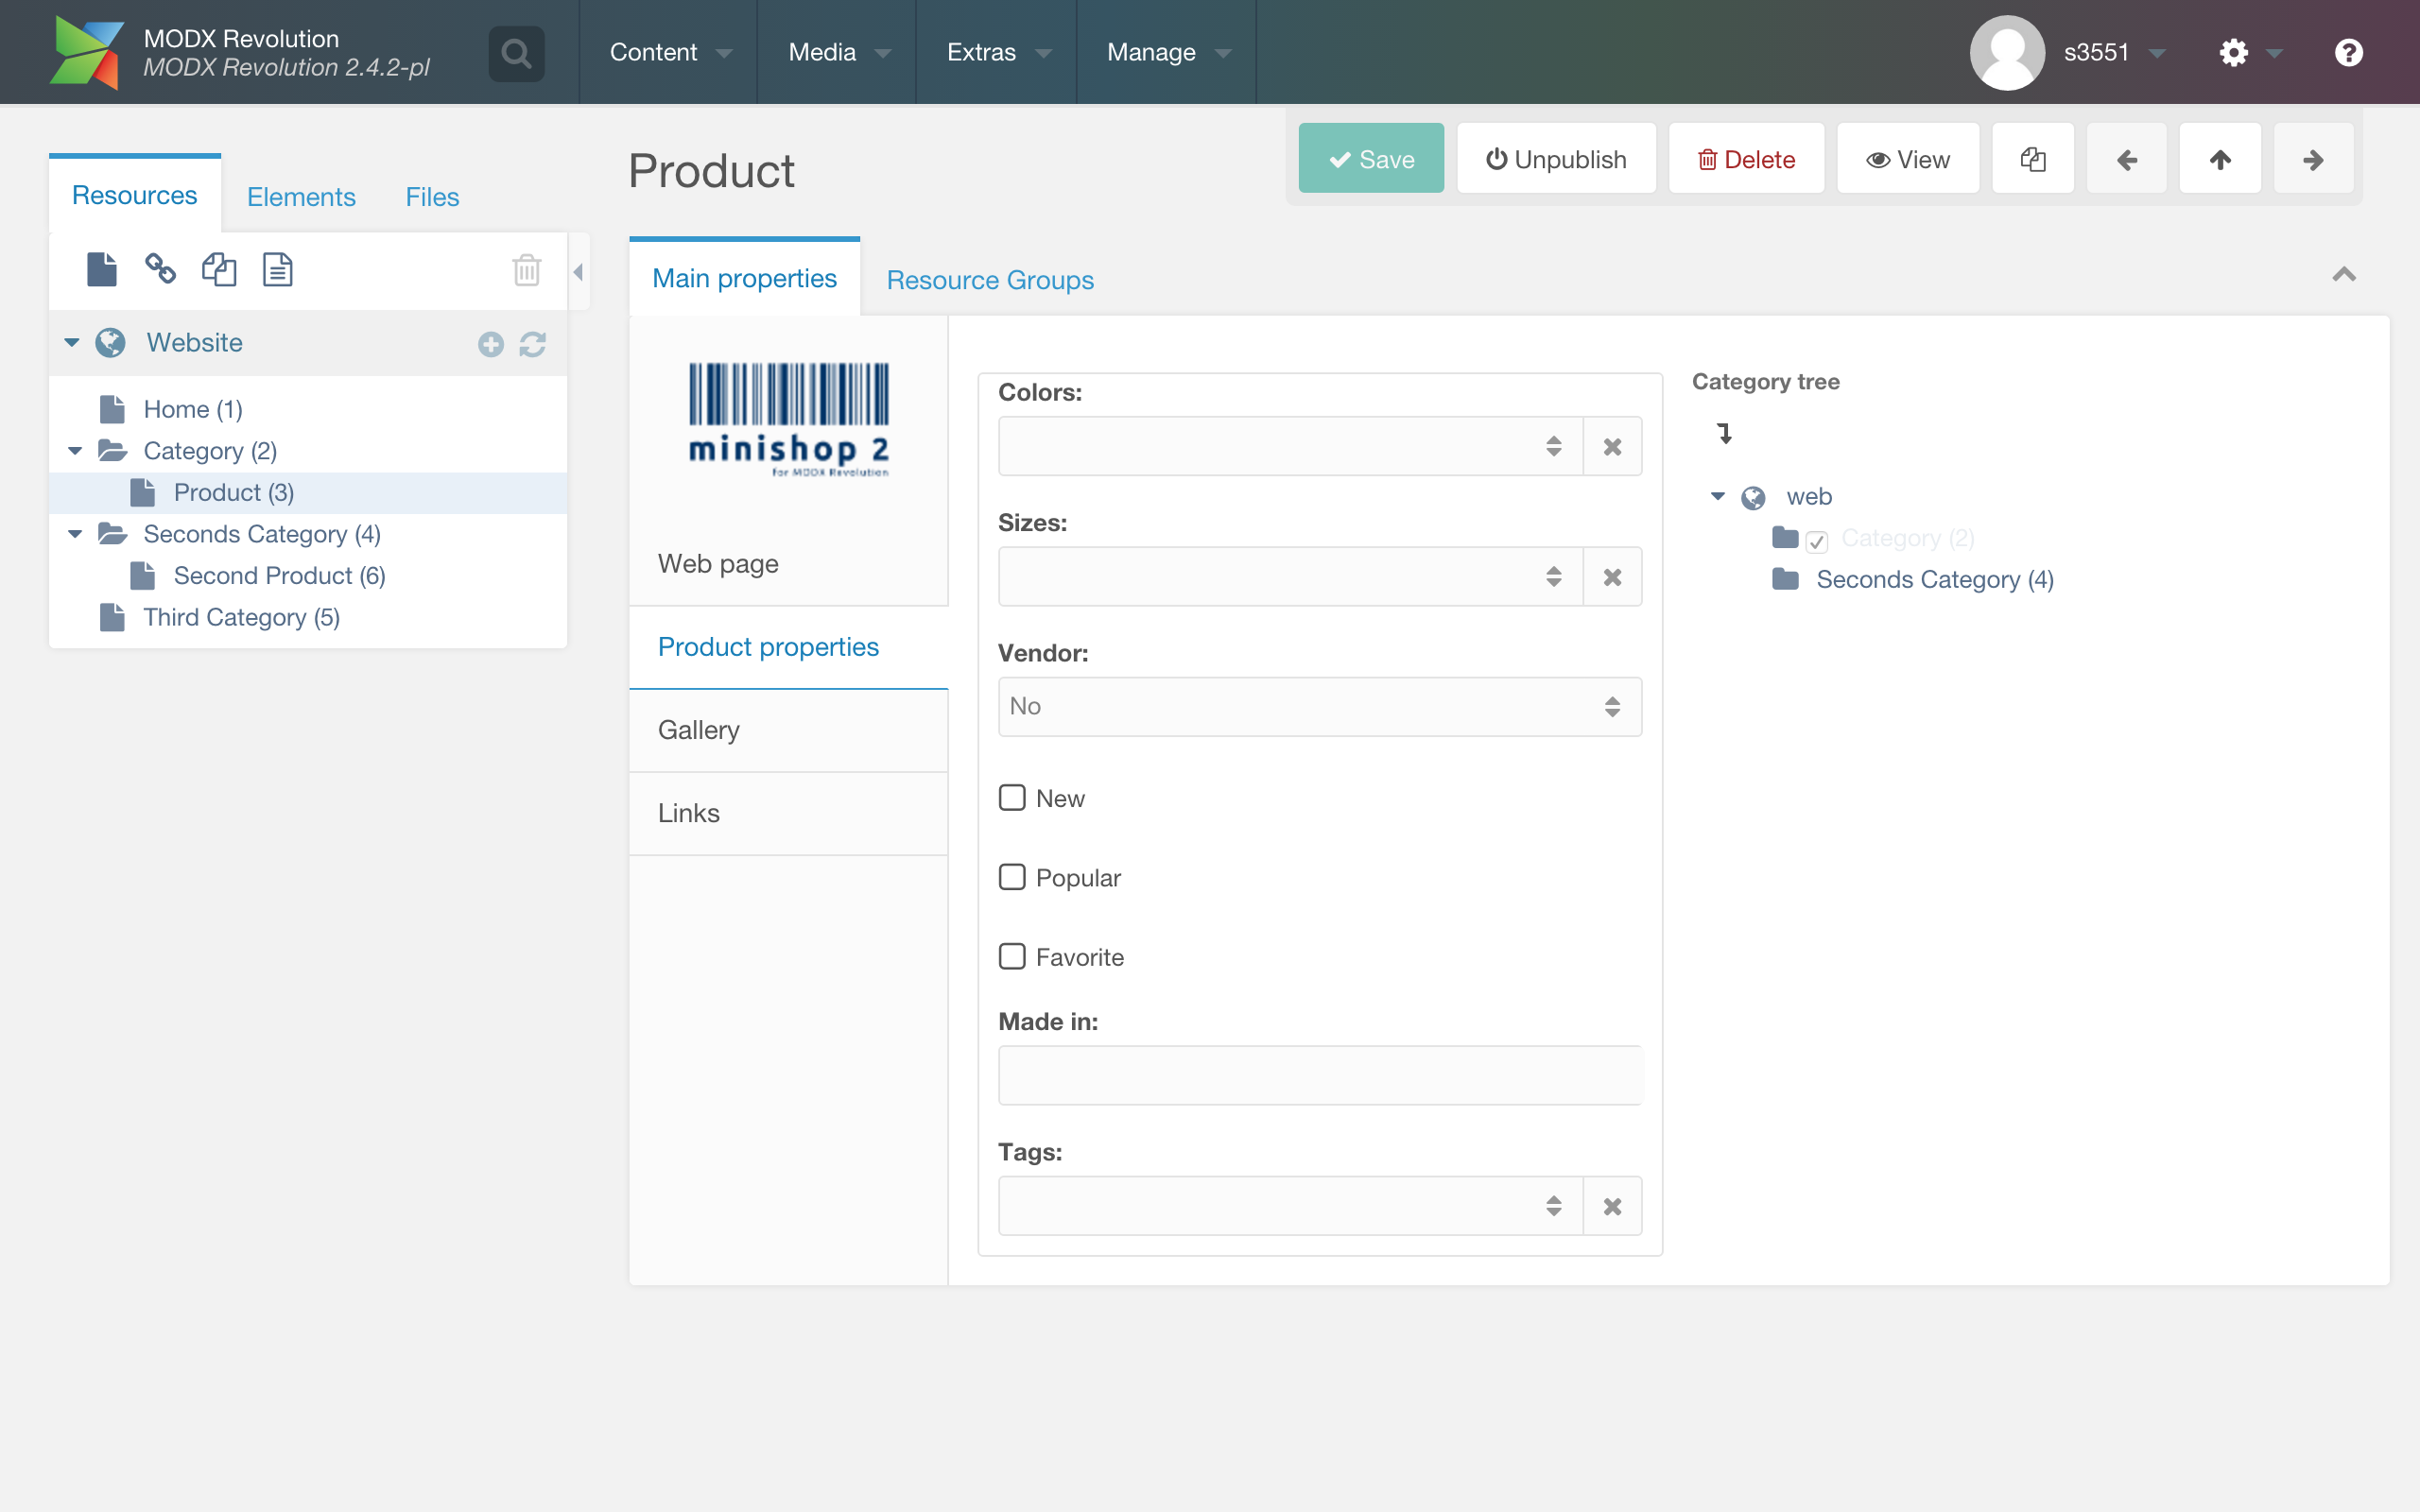 MODX Revolution
MODX Revolution 2.4.2-pl
Content
Media
Extras
Manage
s3551
Resources
Elements
Files
Website
Home (1)
Category (2)
Product (3)
Seconds Category (4)
Second Product (6)
Third Category (5)
Product
Save
Unpublish
Delete
View
Main properties
Resource Groups
minishop 2
for MODX Revolution
Web page
Product properties
Gallery
Links
Colors:
Sizes:
Vendor:
No
New
Popular
Favorite
Made in:
Tags:
Category tree
web
Category (2)
Seconds Category (4)